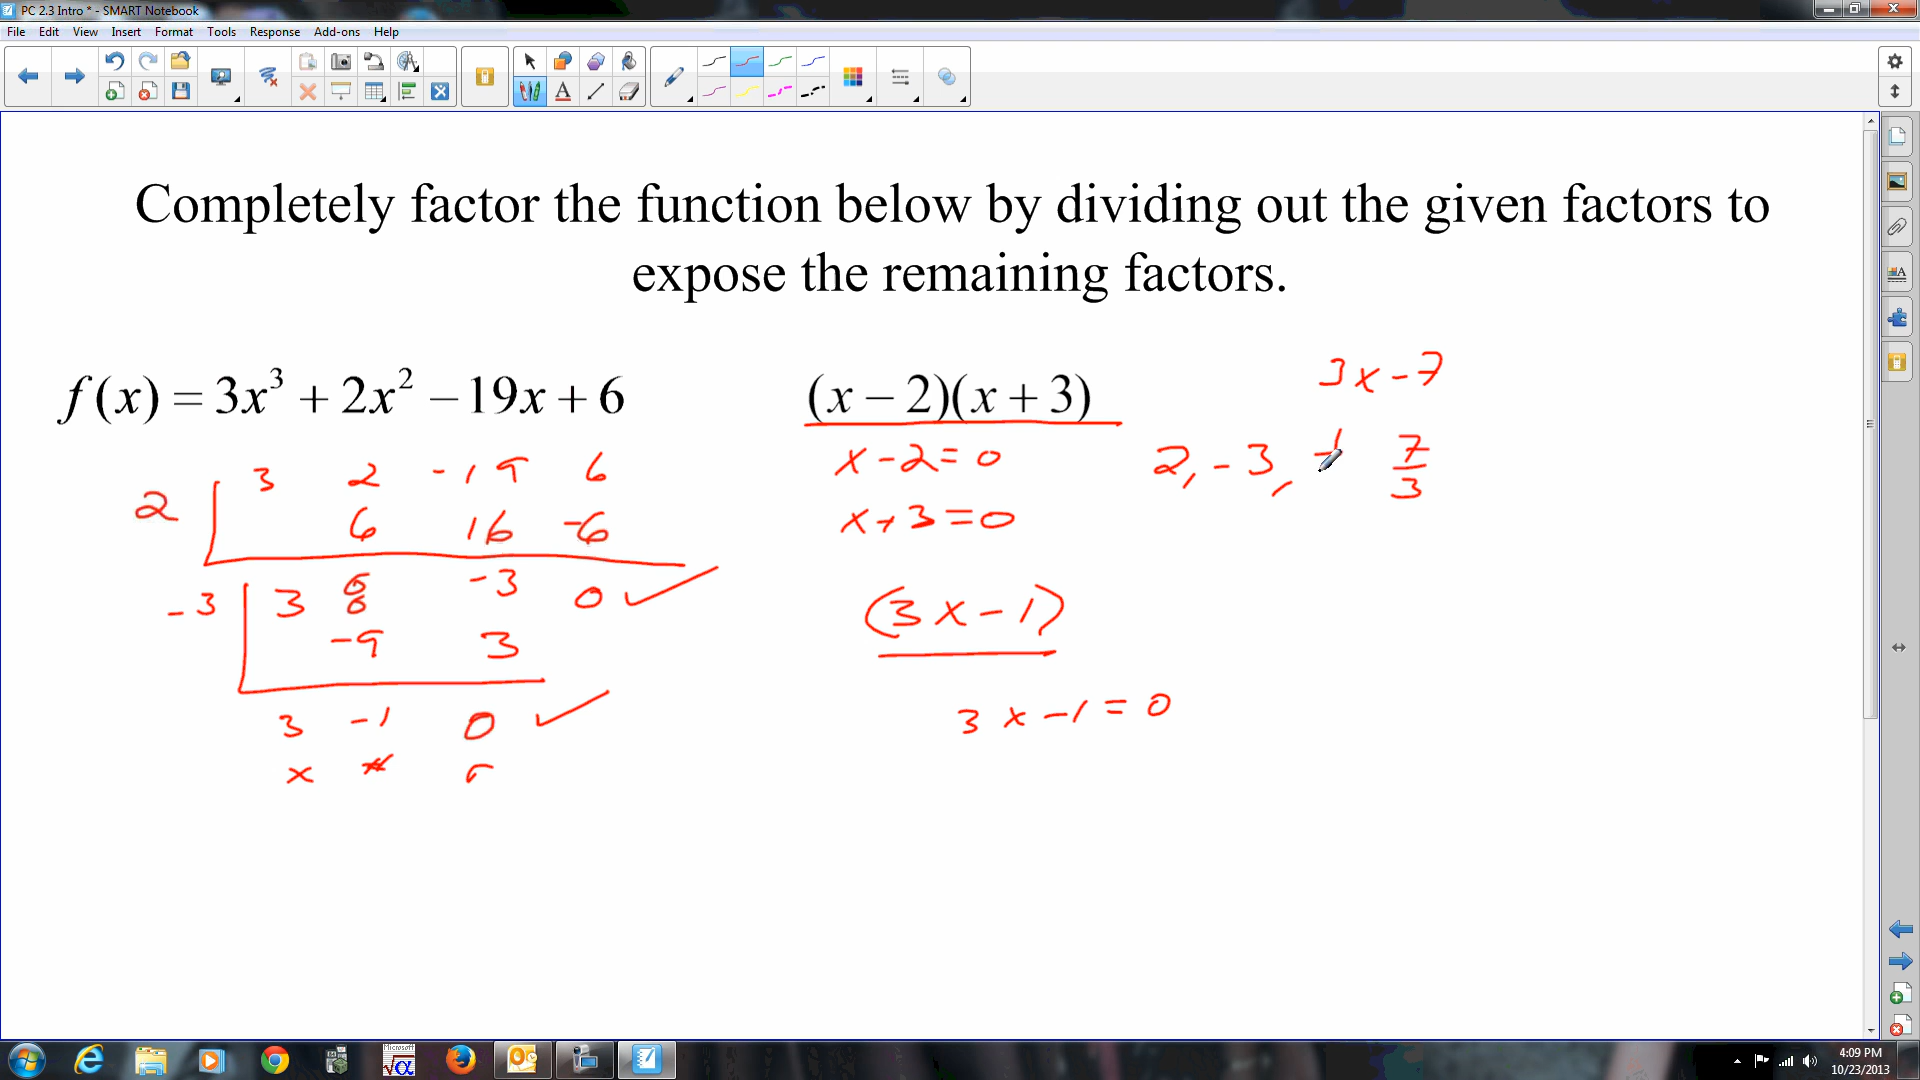 PC 2.3 Intro * - SMART Notebook
File Edit View Insert Format Tools Response Add-ons Help
Completely factor the function below by dividing out the given factors to
expose the remaining factors.
f(x) = 3x³ + 2x² − 19x + 6
(x − 2)(x + 3)
3x - 7
2 3 2 -19 6
6 16 -6
-3 3 8 -3 0 ✓
-9 3
3 -1 0 ✓
x
x-2=0
x+3=0
(3x-1)
3x-1=0
2, -3, 1
7
3
Microsoft
√α
4:09 PM
10/23/2013